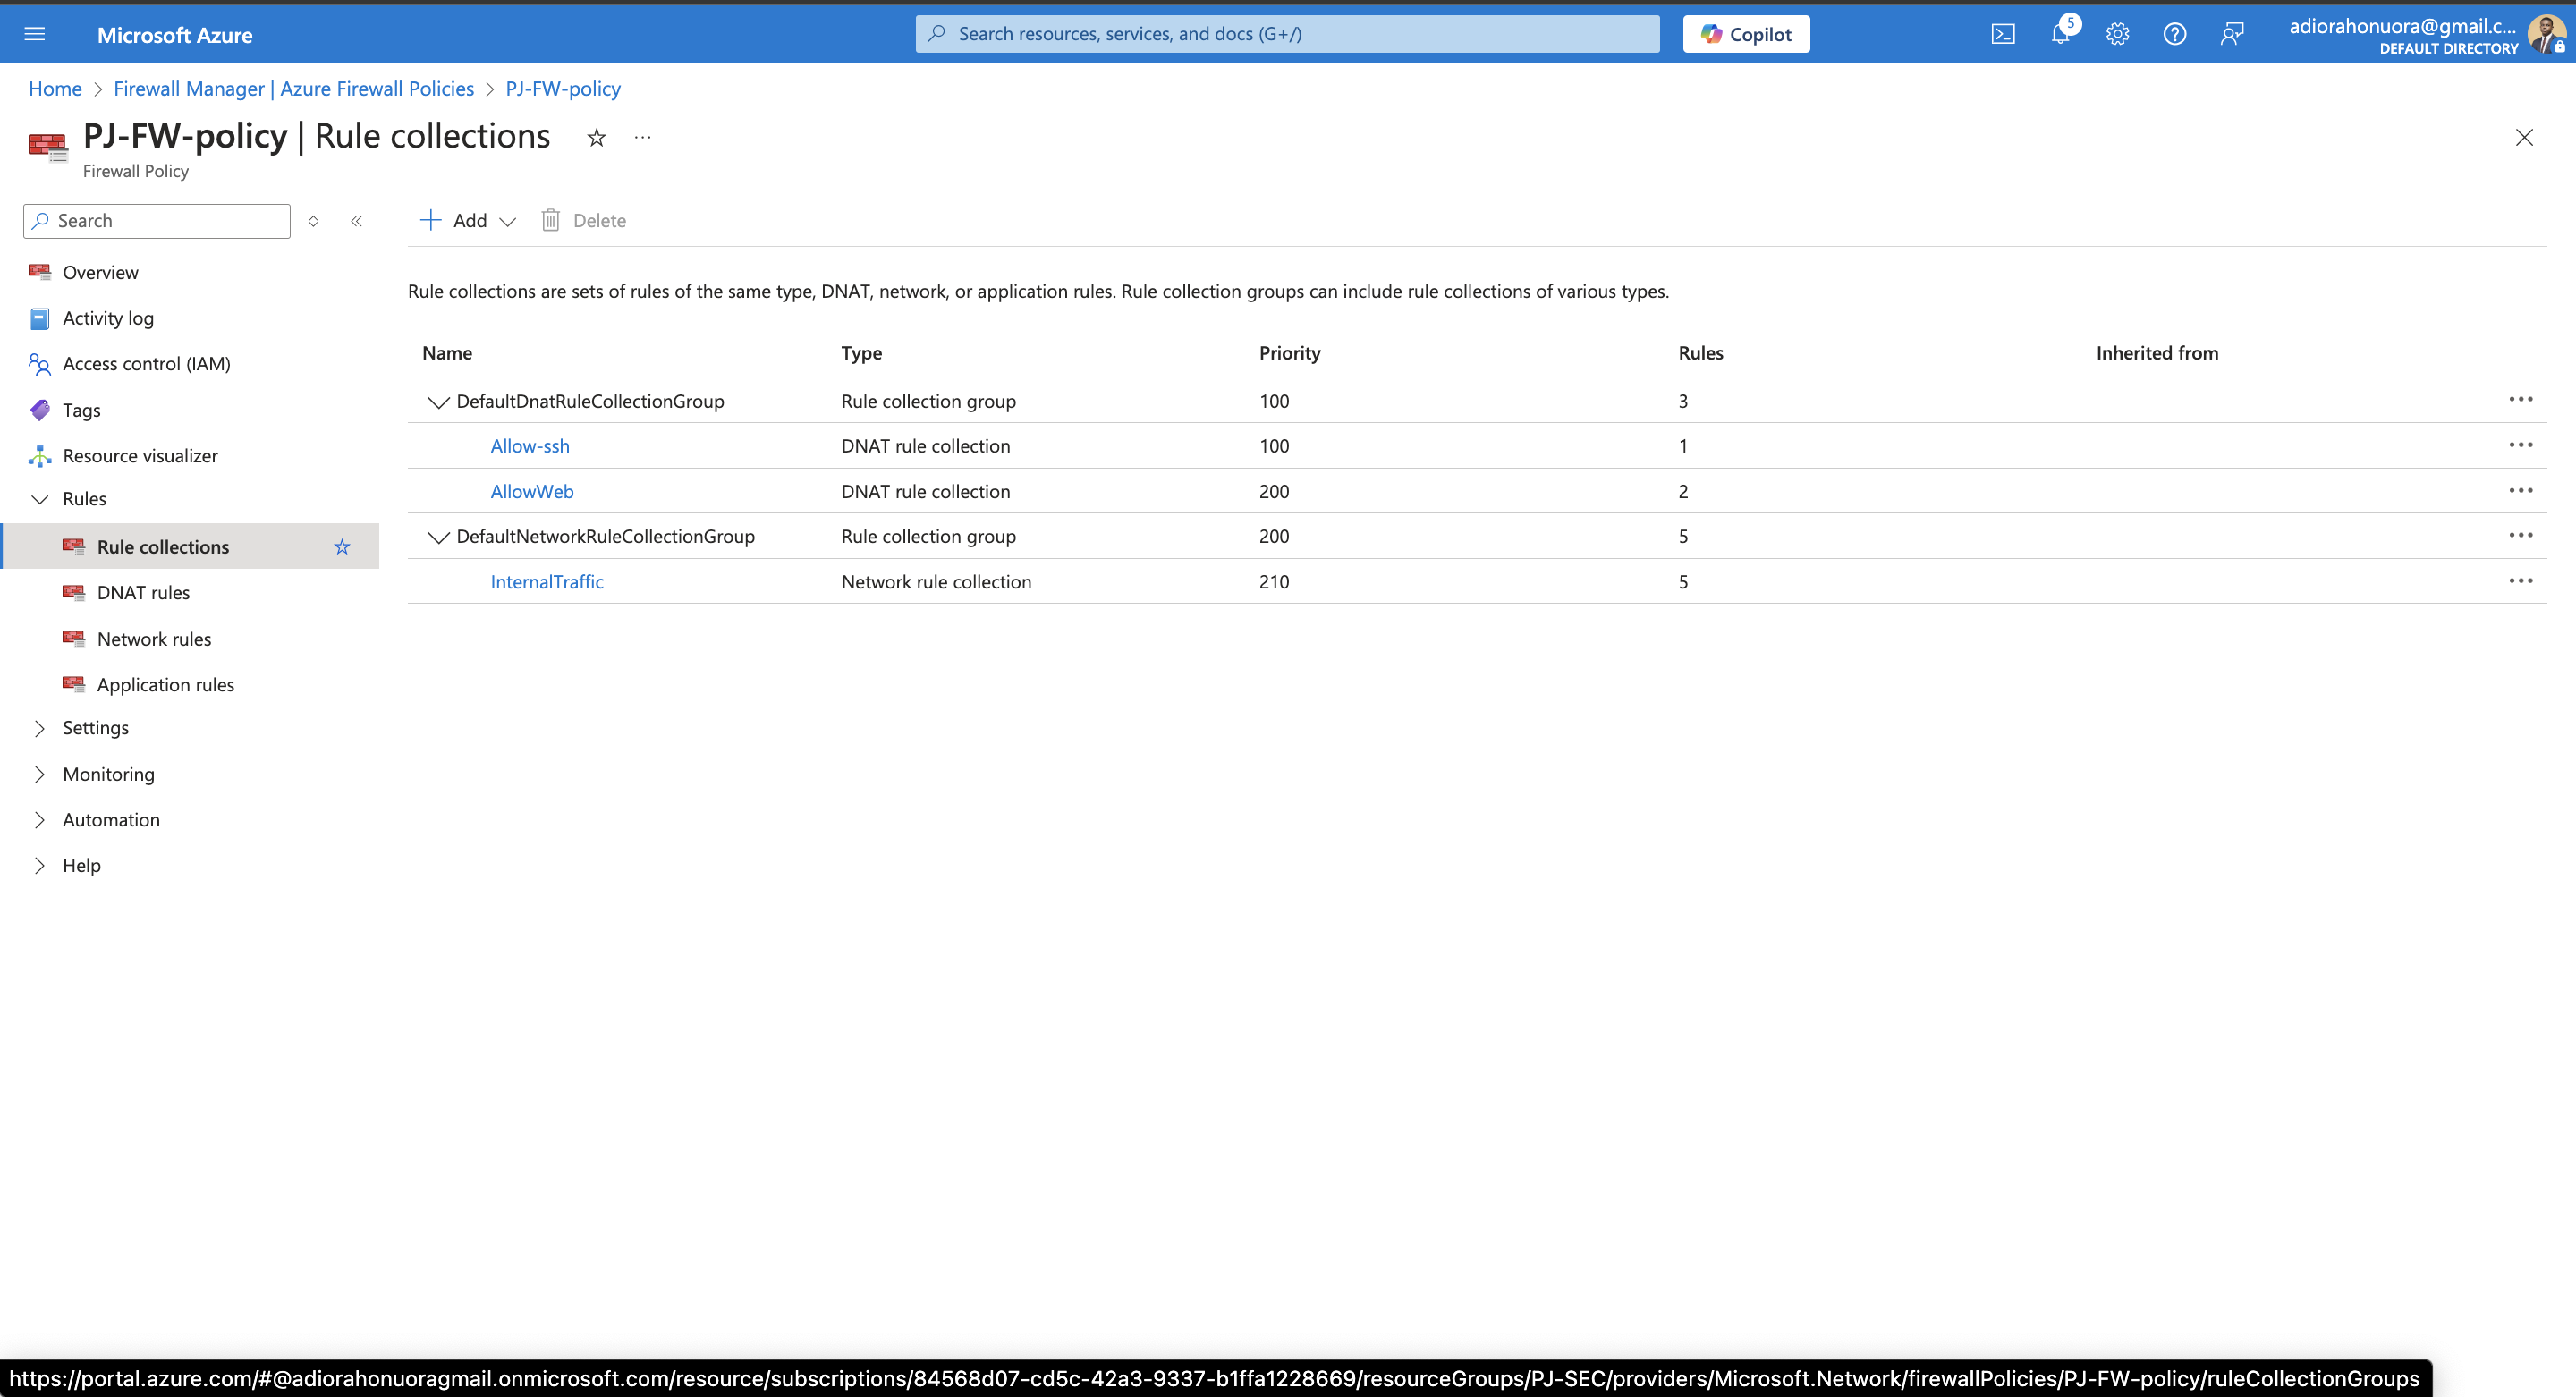 Microsoft Azure
Search resources, services, and docs (G+/)
Copilot
5
adiorahonuora@gmail.c...
DEFAULT DIRECTORY
Home > Firewall Manager | Azure Firewall Policies > PJ-FW-policy
PJ-FW-policy | Rule collections
Firewall Policy
Search
Add
Delete
Overview
Activity log
Access control (IAM)
Tags
Resource visualizer
Rules
Rule collections
DNAT rules
Network rules
Application rules
Settings
Monitoring
Automation
Help
Rule collections are sets of rules of the same type, DNAT, network, or application rules. Rule collection groups can include rule collections of various types.
Name Type Priority Rules Inherited from
DefaultDnatRuleCollectionGroup Rule collection group 100 3
Allow-ssh DNAT rule collection 100 1
AllowWeb DNAT rule collection 200 2
DefaultNetworkRuleCollectionGroup Rule collection group 200 5
InternalTraffic Network rule collection 210 5
https://portal.azure.com/#@adiorahonuoragmail.onmicrosoft.com/resource/subscriptions/84568d07-cd5c-42a3-9337-b1ffa1228669/resourceGroups/PJ-SEC/providers/Microsoft.Network/firewallPolicies/PJ-FW-policy/ruleCollectionGroups